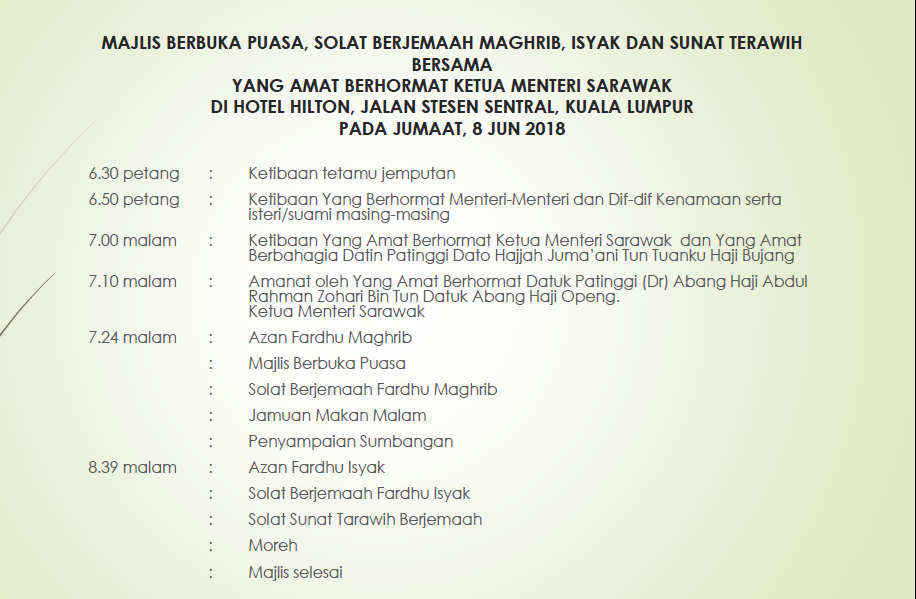 MAJLIS BERBUKA PUASA, SOLAT BERJEMAAH MAGHRIB, ISYAK DAN SUNAT TERAWIH
BERSAMA
YANG AMAT BERHORMAT KETUA MENTERI SARAWAK
DI HOTEL HILTON, JALAN STESEN SENTRAL, KUALA LUMPUR
PADA JUMAAT, 8 JUN 2018
6.30 petang : Ketibaan tetamu jemputan
6.50 petang : Ketibaan Yang Berhormat Menteri-Menteri dan Dif-dif Kenamaan serta
isteri/suami masing-masing
7.00 malam : Ketibaan Yang Amat Berhormat Ketua Menteri Sarawak dan Yang Amat
Berbahagia Datin Patinggi Dato Hajjah Juma’ani Tun Tuanku Haji Bujang
7.10 malam : Amanat oleh Yang Amat Berhormat Datuk Patinggi (Dr) Abang Haji Abdul
Rahman Zohari Bin Tun Datuk Abang Haji Openg.
Ketua Menteri Sarawak
7.24 malam : Azan Fardhu Maghrib
: Majlis Berbuka Puasa
: Solat Berjemaah Fardhu Maghrib
: Jamuan Makan Malam
: Penyampaian Sumbangan
8.39 malam : Azan Fardhu Isyak
: Solat Berjemaah Fardhu Isyak
: Solat Sunat Tarawih Berjemaah
: Moreh
: Majlis selesai